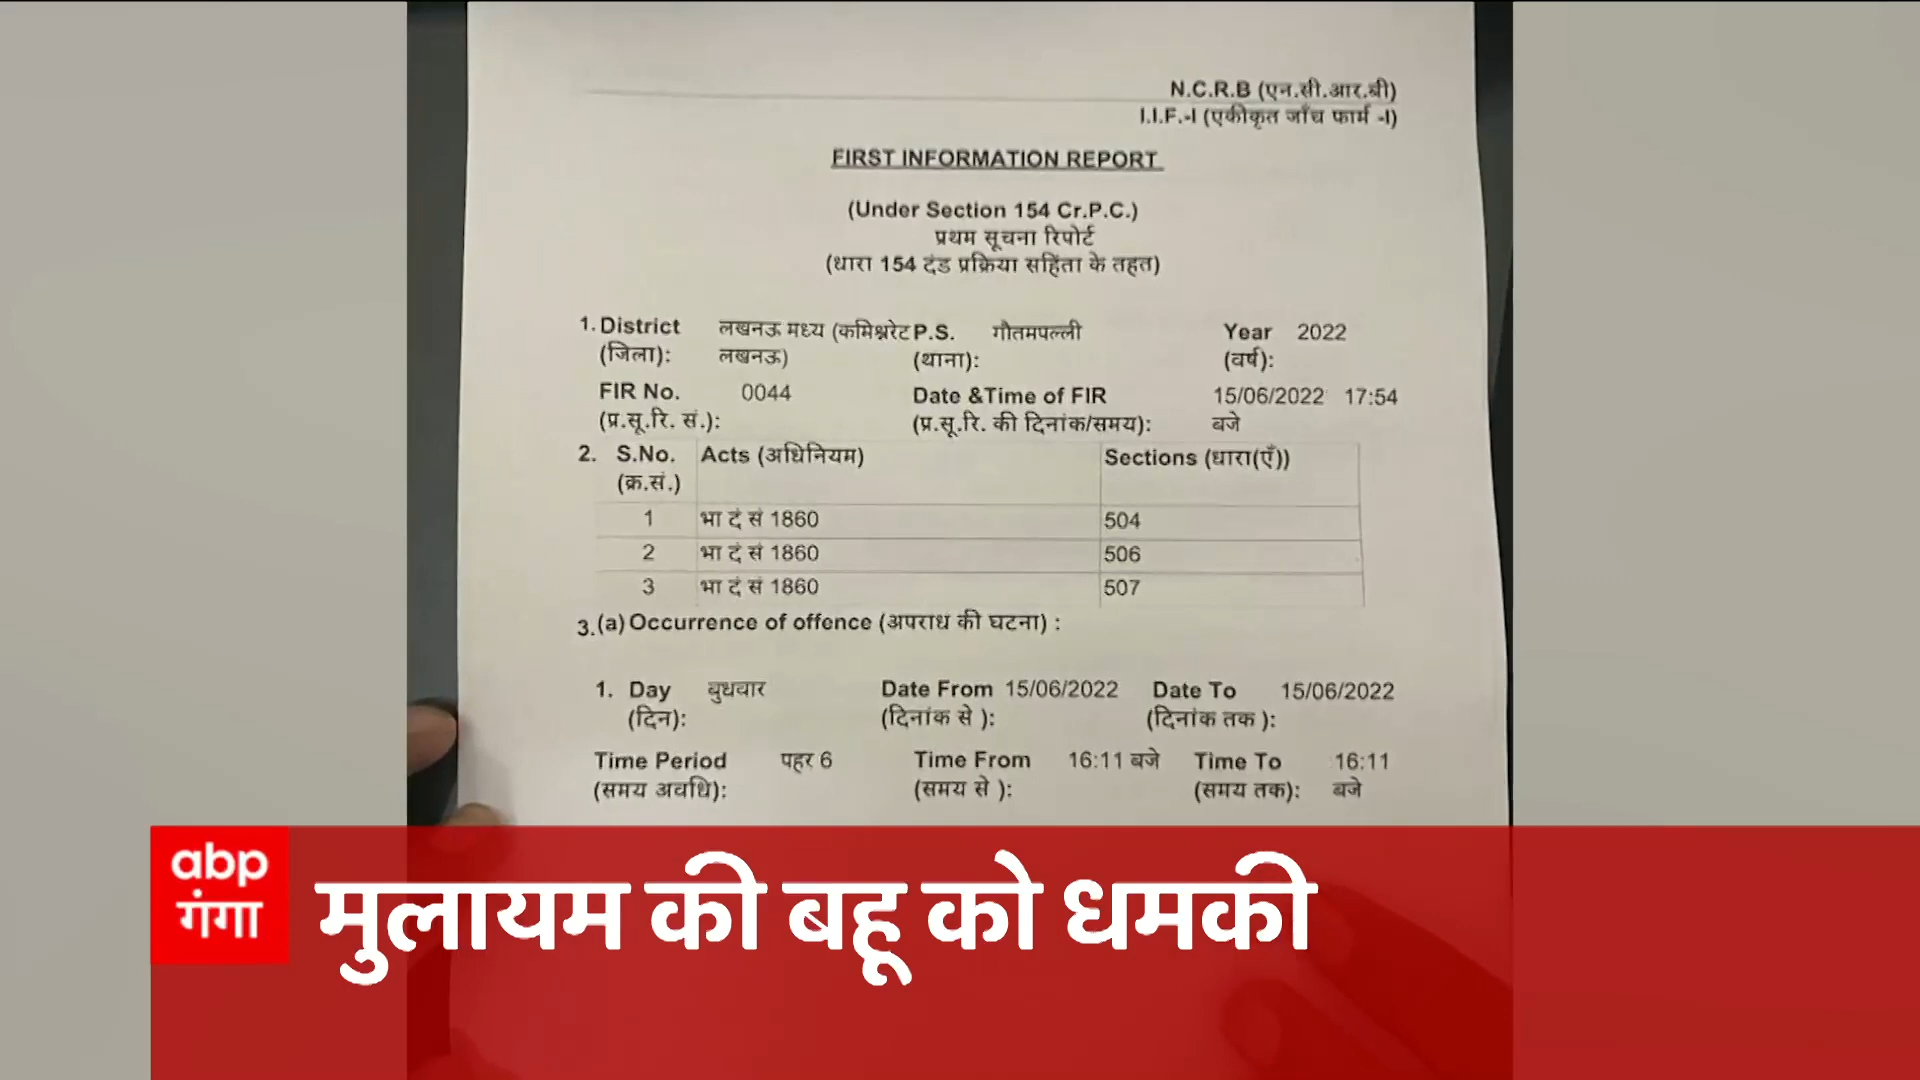 N.C.R.B (एन.सी.आर.बी)
I.I.F.-I (एकीकृत जाँच फार्म -I)
FIRST INFORMATION REPORT
(Under Section 154 Cr.P.C.)
प्रथम सूचना रिपोर्ट
(धारा 154 दंड प्रक्रिया सहिंता के तहत)
1. District लखनऊ मध्य (कमिश्नरेट P.S. गौतमपल्ली Year 2022
(जिला): लखनऊ) (थाना): (वर्ष):
FIR No. 0044 Date &Time of FIR 15/06/2022 17:54
(प्र.सू.रि. सं.): (प्र.सू.रि. की दिनांक/समय): बजे
2. S.No. Acts (अधिनियम) Sections (धारा(एँ))
(क्र.सं.)
1 भा दं सं 1860 504
2 भा दं सं 1860 506
3 भा दं सं 1860 507
3.(a) Occurrence of offence (अपराध की घटना) :
1. Day बुधवार Date From 15/06/2022 Date To 15/06/2022
(दिन): (दिनांक से ): (दिनांक तक ):
Time Period पहर 6 Time From 16:11 बजे Time To 16:11
(समय अवधि): (समय से ): (समय तक): बजे
abp
गंगा
मुलायम की बहू को धमकी